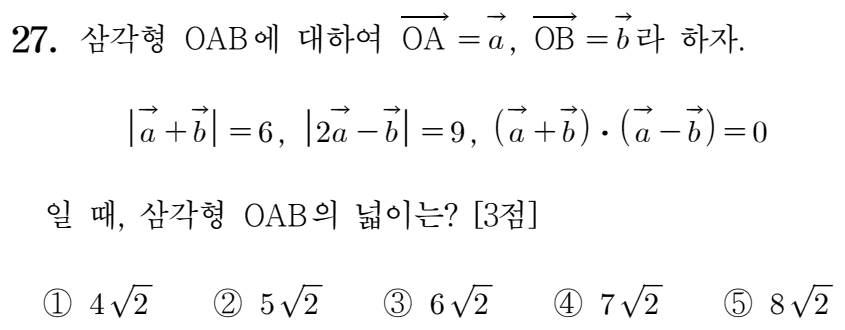 27. 삼각형 OAB에 대하여 $\overrightarrow{OA}=\vec{a}$, $\overrightarrow{OB}=\vec{b}$라 하자.
$|\vec{a}+\vec{b}|=6$, $|2\vec{a}-\vec{b}|=9$, $(\vec{a}+\vec{b})\cdot(\vec{a}-\vec{b})=0$
일 때, 삼각형 OAB의 넓이는? [3점]
① $4\sqrt{2}$ ② $5\sqrt{2}$ ③ $6\sqrt{2}$ ④ $7\sqrt{2}$ ⑤ $8\sqrt{2}$